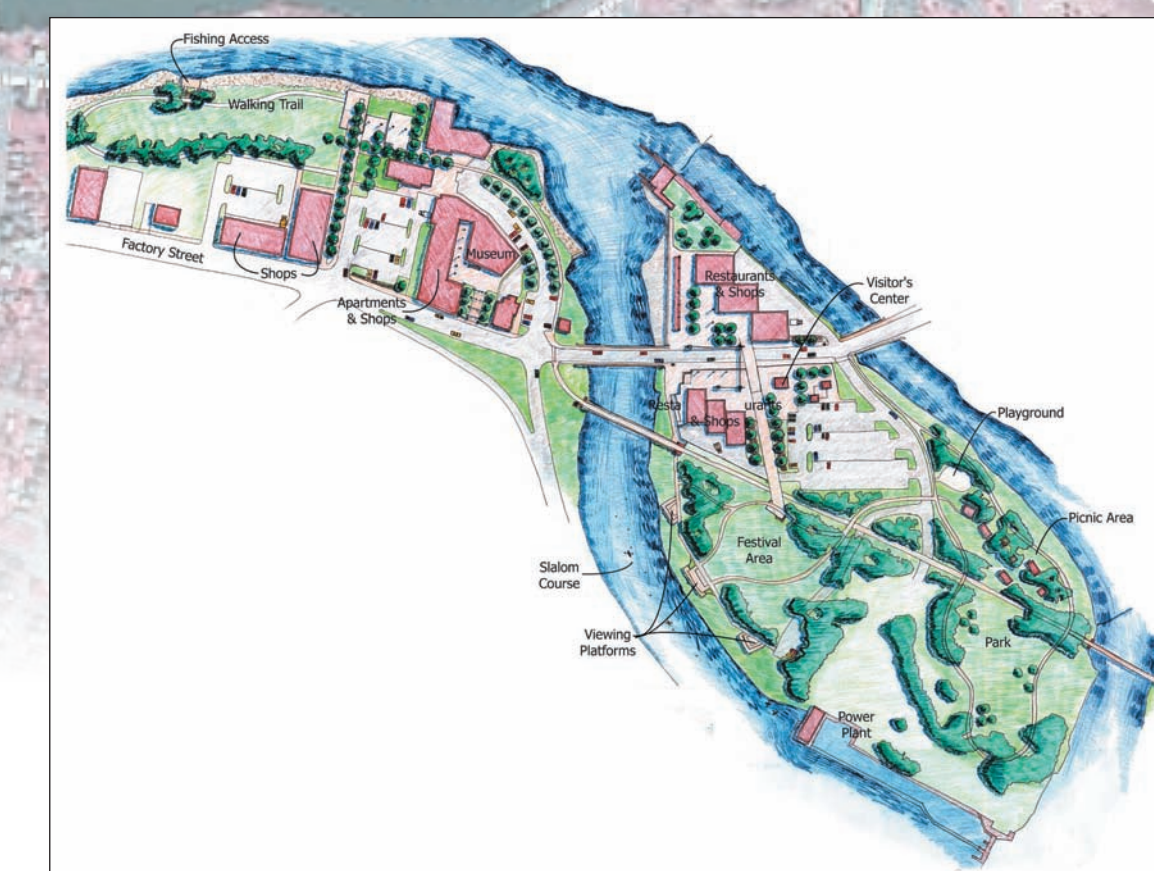 Fishing Access
Walking Trail
Factory Street
Shops
Museum
Apartments
& Shops
Restaurants
& Shops
Visitor's
Center
Resta urants
& Shops
Playground
Picnic Area
Festival
Area
Slalom
Course
Viewing
Platforms
Park
Power
Plant